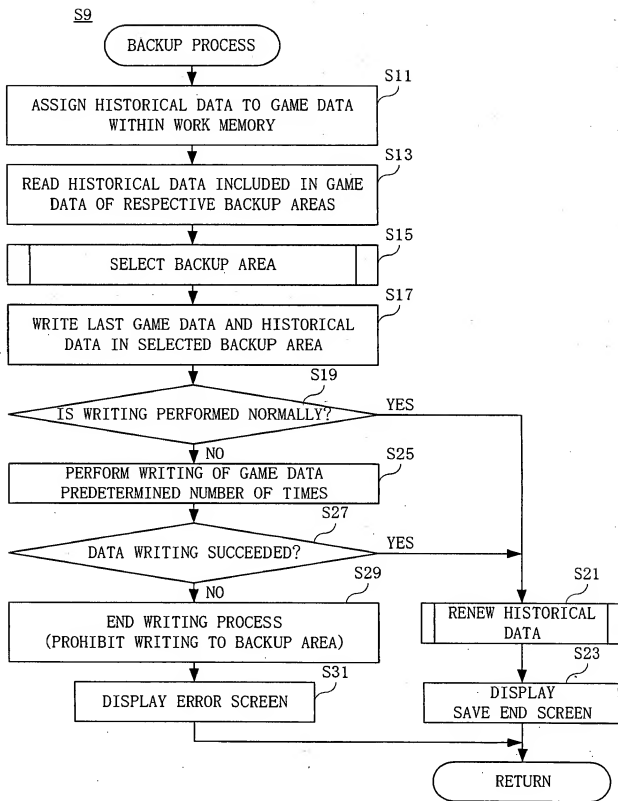 S9
BACKUP PROCESS
S11
ASSIGN HISTORICAL DATA TO GAME DATA
WITHIN WORK MEMORY
S13
READ HISTORICAL DATA INCLUDED IN GAME
DATA OF RESPECTIVE BACKUP AREAS
S15
SELECT BACKUP AREA
S17
WRITE LAST GAME DATA AND HISTORICAL
DATA IN SELECTED BACKUP AREA
S19
IS WRITING PERFORMED NORMALLY?
YES
NO
S25
PERFORM WRITING OF GAME DATA
PREDETERMINED NUMBER OF TIMES
S27
DATA WRITING SUCCEEDED?
YES
NO
S29
END WRITING PROCESS
(PROHIBIT WRITING TO BACKUP AREA)
S21
RENEW HISTORICAL
DATA
S31
DISPLAY ERROR SCREEN
S23
DISPLAY
SAVE END SCREEN
RETURN